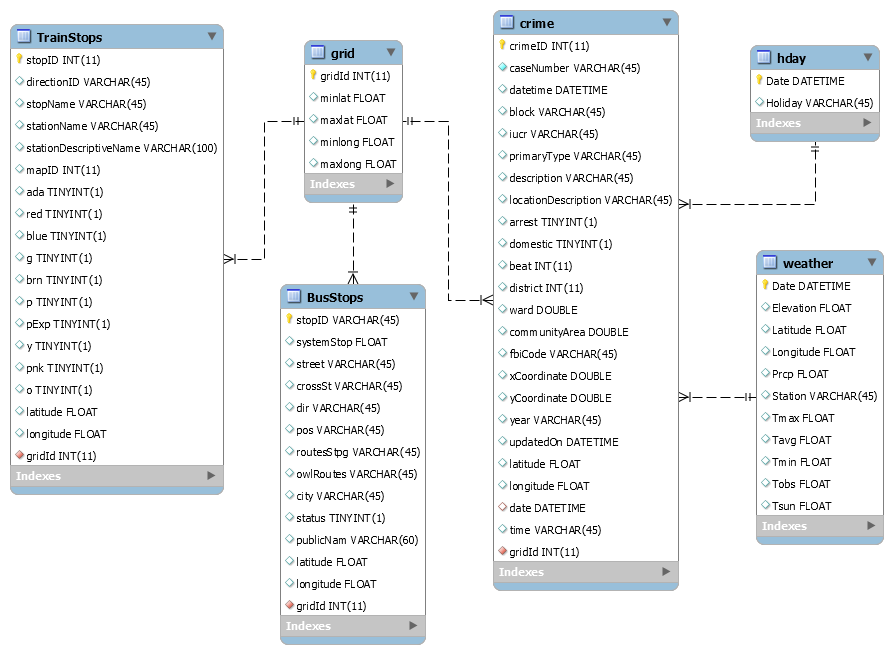 TrainStops
stopID INT(11)
directionID VARCHAR(45)
stopName VARCHAR(45)
stationName VARCHAR(45)
stationDescriptiveName VARCHAR(100)
mapID INT(11)
ada TINYINT(1)
red TINYINT(1)
blue TINYINT(1)
g TINYINT(1)
brn TINYINT(1)
p TINYINT(1)
pExp TINYINT(1)
y TINYINT(1)
pnk TINYINT(1)
o TINYINT(1)
latitude FLOAT
longitude FLOAT
gridId INT(11)
Indexes
grid
gridId INT(11)
minlat FLOAT
maxlat FLOAT
minlong FLOAT
maxlong FLOAT
Indexes
BusStops
stopID VARCHAR(45)
systemStop FLOAT
street VARCHAR(45)
crossSt VARCHAR(45)
dir VARCHAR(45)
pos VARCHAR(45)
routesStpg VARCHAR(45)
owlRoutes VARCHAR(45)
city VARCHAR(45)
status TINYINT(1)
publicNam VARCHAR(60)
latitude FLOAT
longitude FLOAT
gridId INT(11)
Indexes
crime
crimeID INT(11)
caseNumber VARCHAR(45)
datetime DATETIME
block VARCHAR(45)
iucr VARCHAR(45)
primaryType VARCHAR(45)
description VARCHAR(45)
locationDescription VARCHAR(45)
arrest TINYINT(1)
domestic TINYINT(1)
beat INT(11)
district INT(11)
ward DOUBLE
communityArea DOUBLE
fbiCode VARCHAR(45)
xCoordinate DOUBLE
yCoordinate DOUBLE
year VARCHAR(45)
updatedOn DATETIME
latitude FLOAT
longitude FLOAT
date DATETIME
time VARCHAR(45)
gridId INT(11)
Indexes
hday
Date DATETIME
Holiday VARCHAR(45)
Indexes
weather
Date DATETIME
Elevation FLOAT
Latitude FLOAT
Longitude FLOAT
Prcp FLOAT
Station VARCHAR(45)
Tmax FLOAT
Tavg FLOAT
Tmin FLOAT
Tobs FLOAT
Tsun FLOAT
Indexes